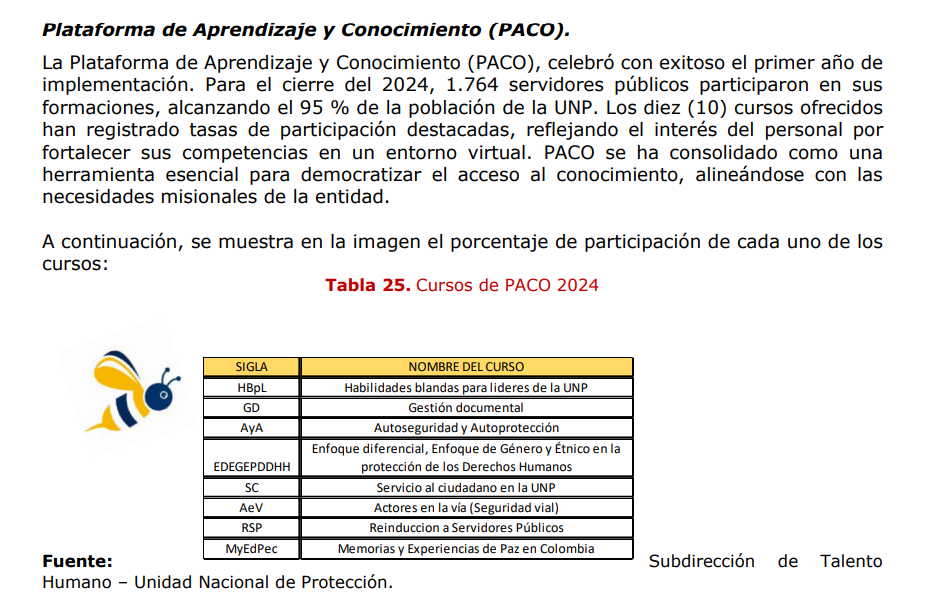 Plataforma de Aprendizaje y Conocimiento (PACO).
La Plataforma de Aprendizaje y Conocimiento (PACO), celebró con exitoso el primer año de
implementación. Para el cierre del 2024, 1.764 servidores públicos participaron en sus
formaciones, alcanzando el 95 % de la población de la UNP. Los diez (10) cursos ofrecidos
han registrado tasas de participación destacadas, reflejando el interés del personal por
fortalecer sus competencias en un entorno virtual. PACO se ha consolidado como una
herramienta esencial para democratizar el acceso al conocimiento, alineándose con las
necesidades misionales de la entidad.
A continuación, se muestra en la imagen el porcentaje de participación de cada uno de los
cursos:
Tabla 25. Cursos de PACO 2024
SIGLA NOMBRE DEL CURSO
HBpL Habilidades blandas para lideres de la UNP
GD Gestión documental
AyA Autoseguridad y Autoprotección
Enfoque diferencial, Enfoque de Género y Étnico en la
EDEGEPDDHH protección de los Derechos Humanos
SC Servicio al ciudadano en la UNP
AeV Actores en la vía (Seguridad vial)
RSP Reinduccion a Servidores Públicos
MyEdPec Memorias y Experiencias de Paz en Colombia
Fuente: Subdirección de Talento
Humano – Unidad Nacional de Protección.